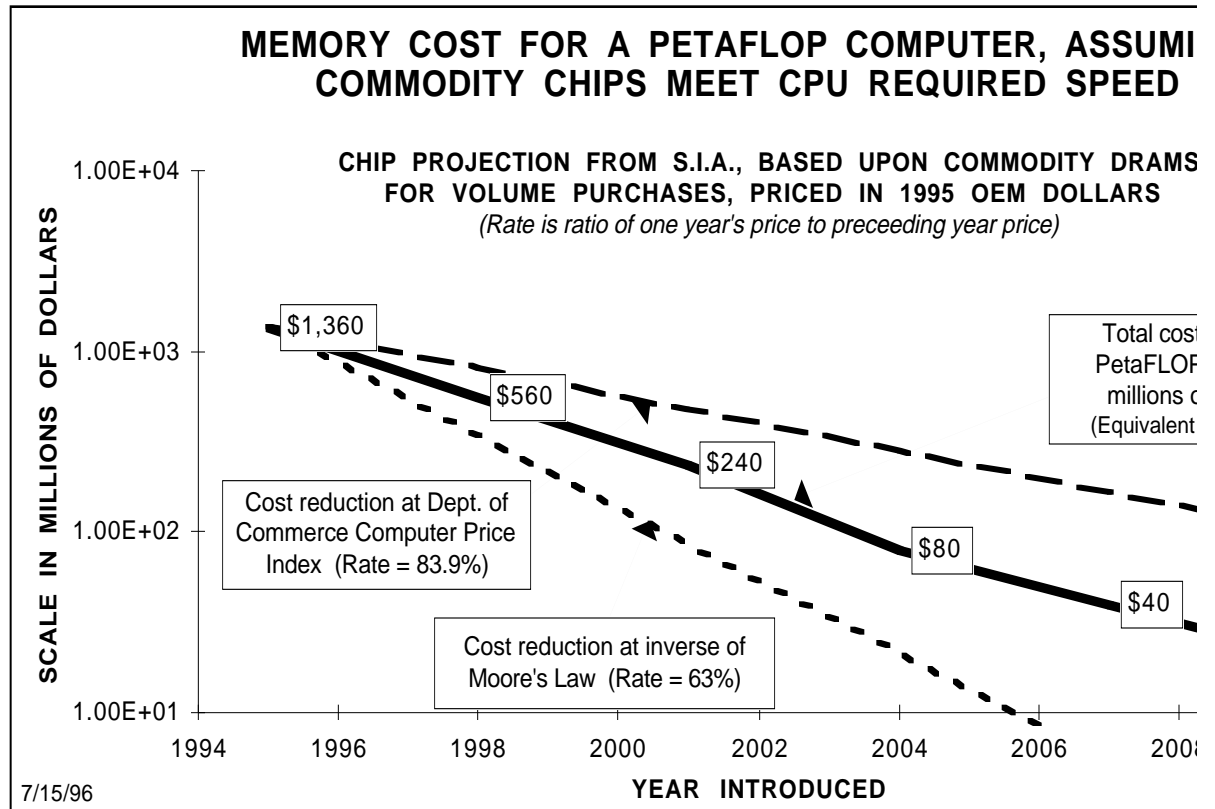 MEMORY COST FOR A PETAFLOP COMPUTER, ASSUMI
COMMODITY CHIPS MEET CPU REQUIRED SPEED
CHIP PROJECTION FROM S.I.A., BASED UPON COMMODITY DRAMS
FOR VOLUME PURCHASES, PRICED IN 1995 OEM DOLLARS
(Rate is ratio of one year's price to preceeding year price)
SCALE IN MILLIONS OF DOLLARS
1.00E+04
1.00E+03
1.00E+02
1.00E+01
$1,360
$560
$240
$80
$40
Total cost
PetaFLOP
millions o
(Equivalent
Cost reduction at Dept. of
Commerce Computer Price
Index (Rate = 83.9%)
Cost reduction at inverse of
Moore's Law (Rate = 63%)
1994 1996 1998 2000 2002 2004 2006 2008
YEAR INTRODUCED
7/15/96